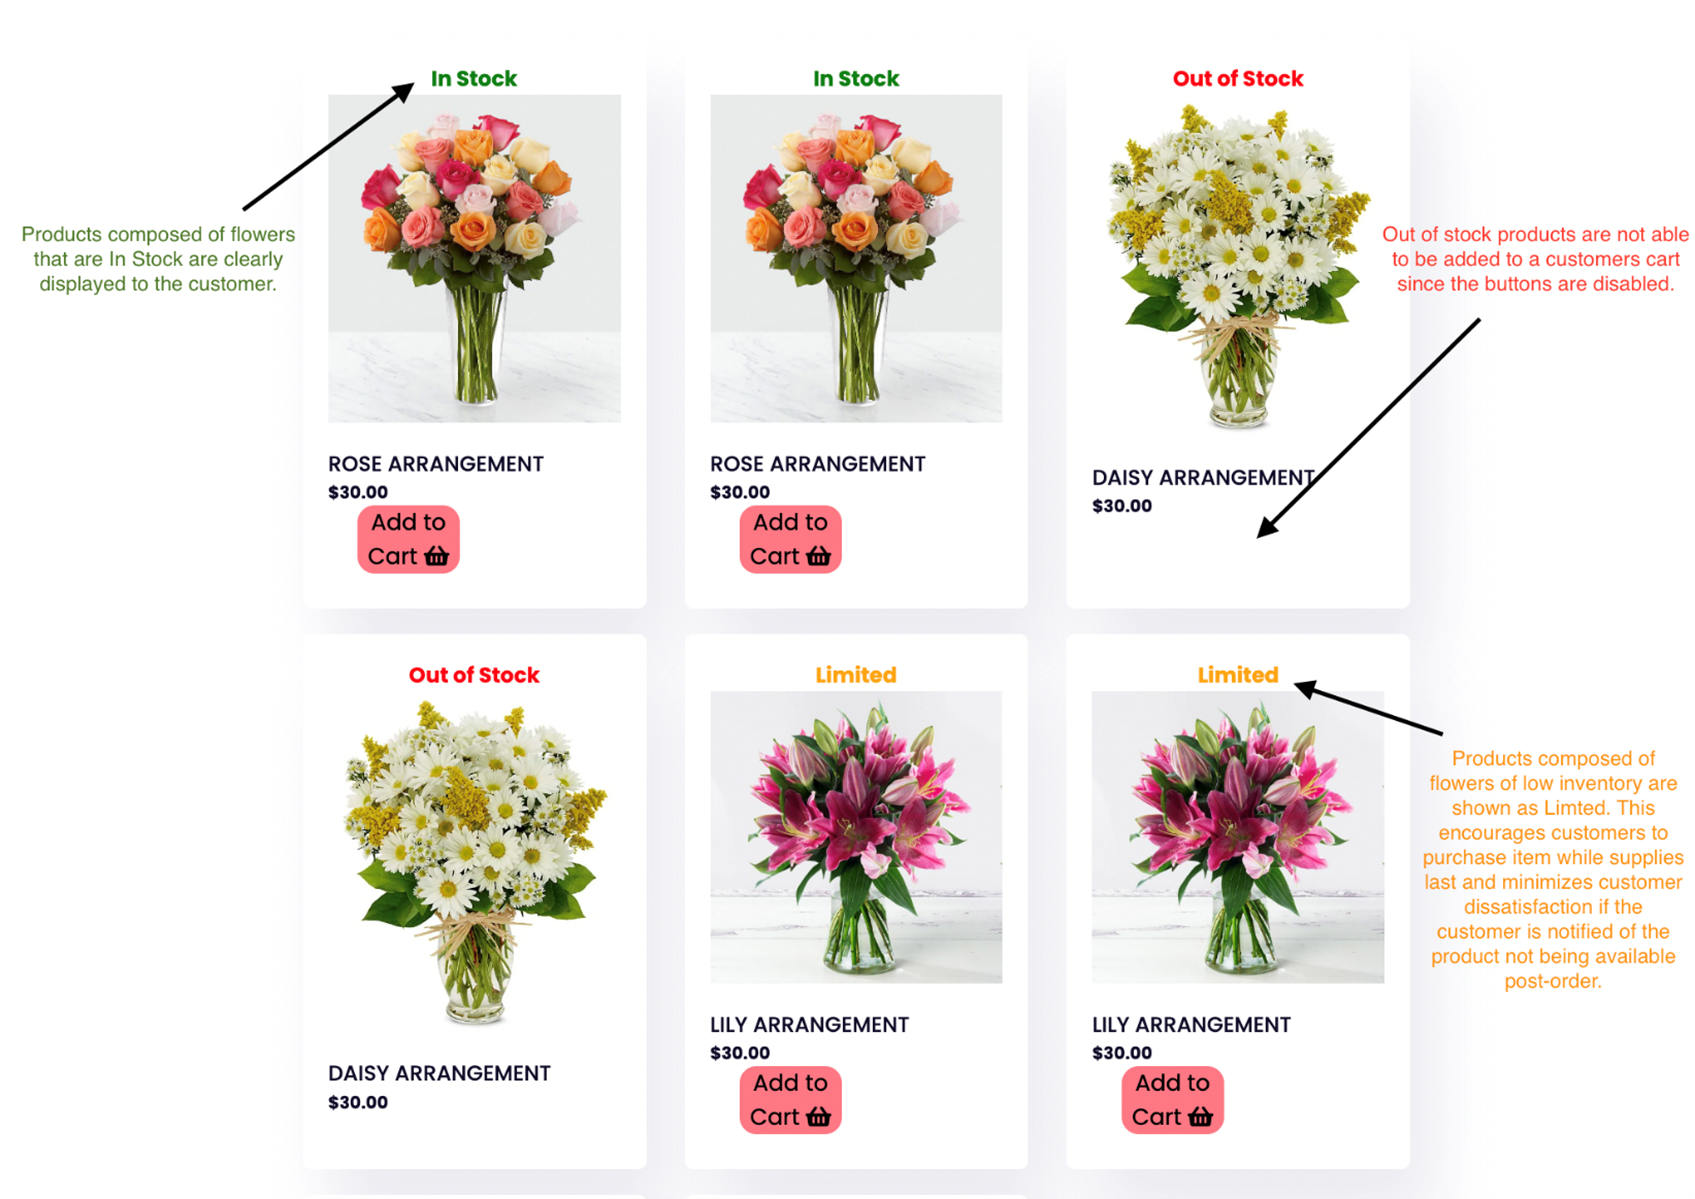 In Stock
In Stock
Out of Stock
Products composed of flowers
that are In Stock are clearly
displayed to the customer.
Out of stock products are not able
to be added to a customers cart
since the buttons are disabled.
ROSE ARRANGEMENT
$30.00
Add to
Cart
ROSE ARRANGEMENT
$30.00
Add to
Cart
DAISY ARRANGEMENT
$30.00
Out of Stock
Limited
Limited
Products composed of
flowers of low inventory are
shown as Limted. This
encourages customers to
purchase item while supplies
last and minimizes customer
dissatisfaction if the
customer is notified of the
product not being available
post-order.
DAISY ARRANGEMENT
$30.00
LILY ARRANGEMENT
$30.00
Add to
Cart
LILY ARRANGEMENT
$30.00
Add to
Cart